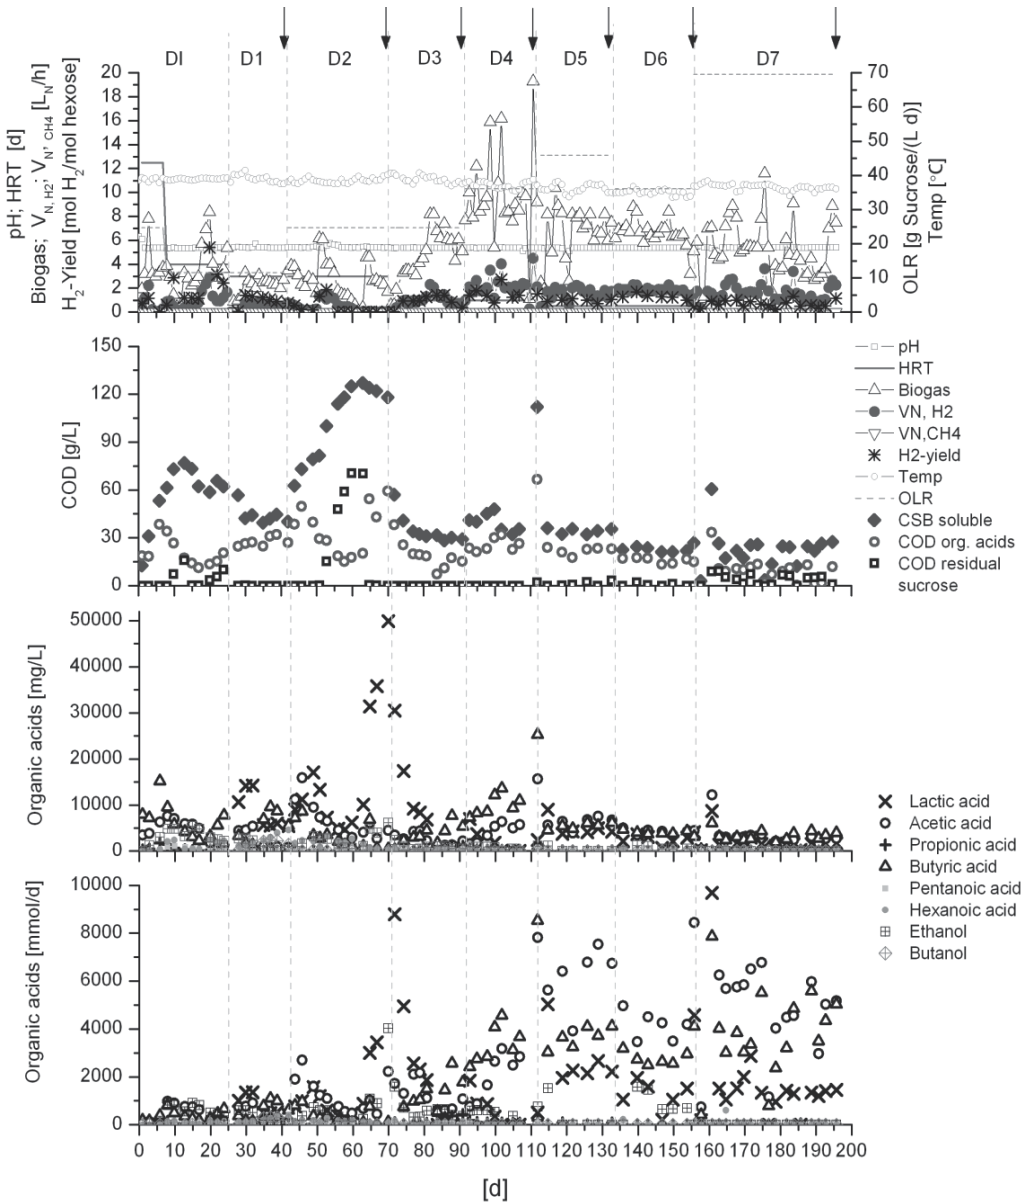 DI D1 D2 D3 D4 D5 D6 D7
pH; HRT [d]
Biogas; V_N, H2; V_N, CH4 [L_N/h]
H₂-Yield [mol H₂/mol hexose]
20
18
16
14
12
10
8
6
4
2
0
70
60
50
40
30
20
10
0
OLR [g Sucrose/(L d)]
Temp [°C]
COD [g/L]
150
120
90
60
30
0
pH
HRT
Biogas
VN, H2
VN,CH4
H2-yield
Temp
OLR
CSB soluble
COD org. acids
COD residual
sucrose
Organic acids [mg/L]
50000
40000
30000
20000
10000
0
Lactic acid
Acetic acid
Propionic acid
Butyric acid
Pentanoic acid
Hexanoic acid
Ethanol
Butanol
Organic acids [mmol/d]
10000
8000
6000
4000
2000
0
0 10 20 30 40 50 60 70 80 90 100 110 120 130 140 150 160 170 180 190 200
[d]